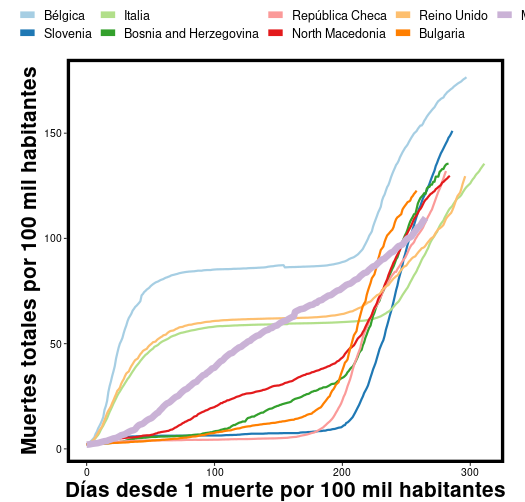 Bélgica Italia República Checa Reino Unido
Slovenia Bosnia and Herzegovina North Macedonia Bulgaria
Muertes totales por 100 mil habitantes
150
100
50
0
0 100 200 300
Días desde 1 muerte por 100 mil habitantes